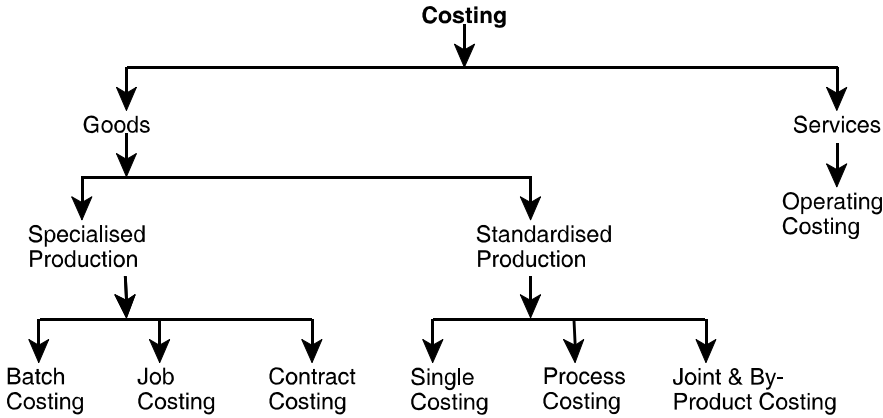 Costing
Goods
Services
Operating
Costing
Specialised
Production
Standardised
Production
Batch
Costing
Job
Costing
Contract
Costing
Single
Costing
Process
Costing
Joint & By-
Product Costing